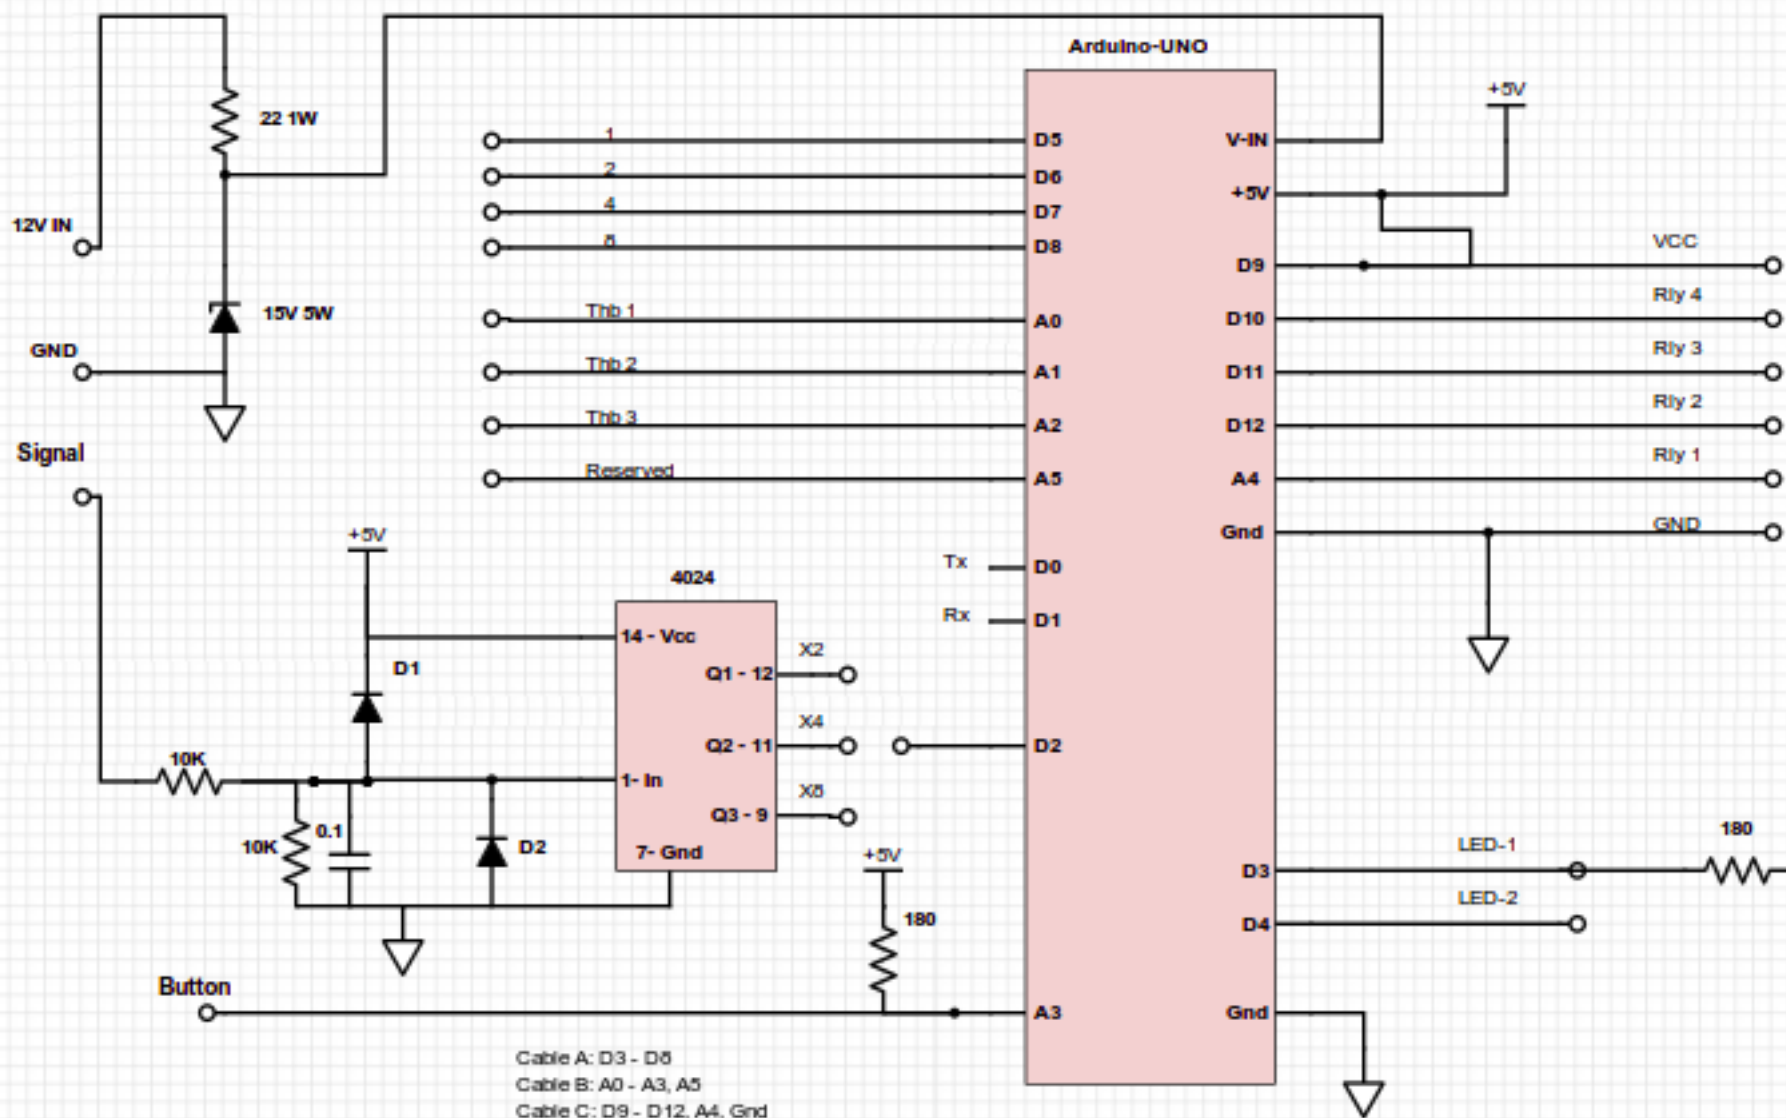 Arduino-UNO
+5V
22 1W
1
D5
V-IN
2
D6
4
D7
+5V
12V IN
8
D8
VCC
D9
15V 5W
Thb 1
A0
Rly 4
D10
GND
Thb 2
A1
Rly 3
D11
Thb 3
A2
Rly 2
D12
Signal
Reserved
A5
Rly 1
A4
+5V
Gnd
GND
4024
Tx
D0
Rx
D1
14 - Vcc
D1
X2
Q1 - 12
X4
Q2 - 11
D2
10K
1- In
X8
Q3 - 9
0.1
10K
D2
7- Gnd
+5V
180
LED-1
180
D3
LED-2
D4
Button
A3
Gnd
Cable A: D3 - D8
Cable B: A0 - A3, A5
Cable C: D9 - D12, A4, Gnd